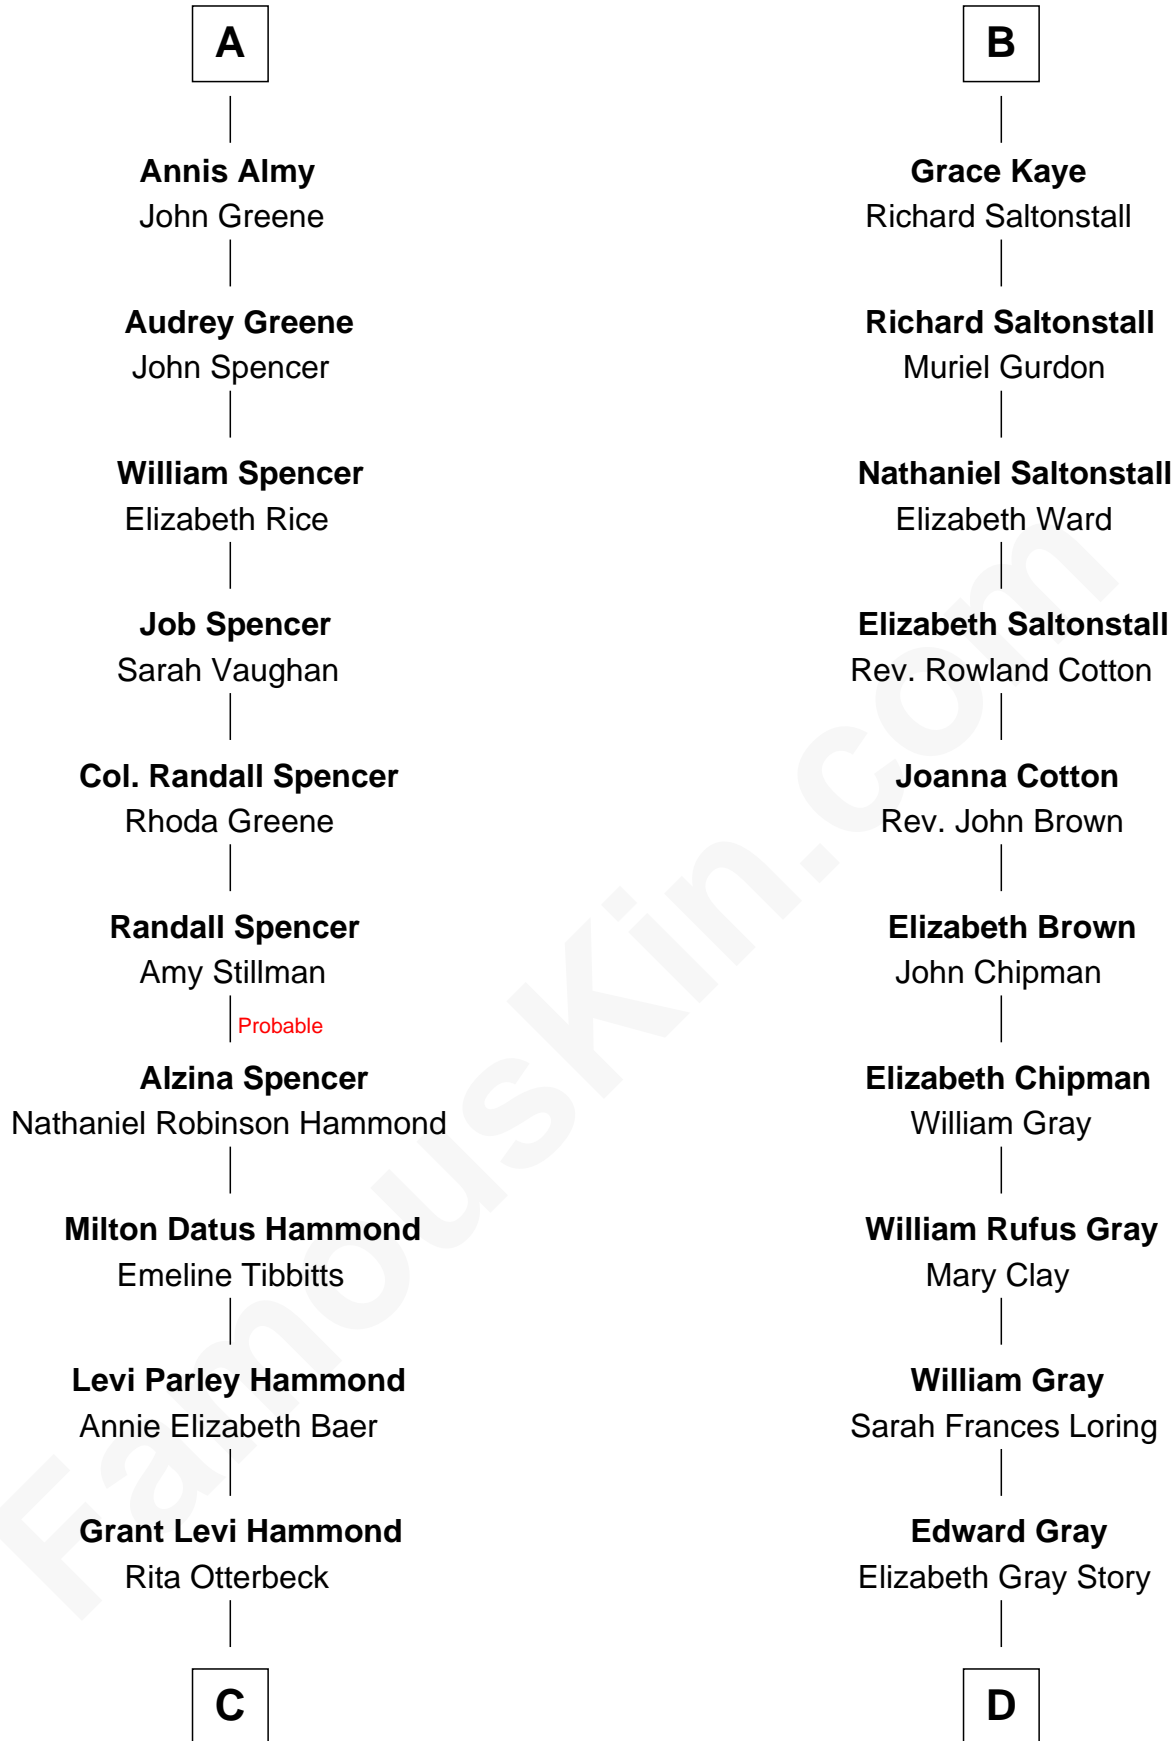 A
Annis Almy
John Greene
Audrey Greene
John Spencer
William Spencer
Elizabeth Rice
Job Spencer
Sarah Vaughan
Col. Randall Spencer
Rhoda Greene
Randall Spencer
Amy Stillman
Probable
Alzina Spencer
Nathaniel Robinson Hammond
Milton Datus Hammond
Emeline Tibbitts
Levi Parley Hammond
Annie Elizabeth Baer
Grant Levi Hammond
Rita Otterbeck
C
B
Grace Kaye
Richard Saltonstall
Richard Saltonstall
Muriel Gurdon
Nathaniel Saltonstall
Elizabeth Ward
Elizabeth Saltonstall
Rev. Rowland Cotton
Joanna Cotton
Rev. John Brown
Elizabeth Brown
John Chipman
Elizabeth Chipman
William Gray
William Rufus Gray
Mary Clay
William Gray
Sarah Frances Loring
Edward Gray
Elizabeth Gray Story
D
FamousKin.com